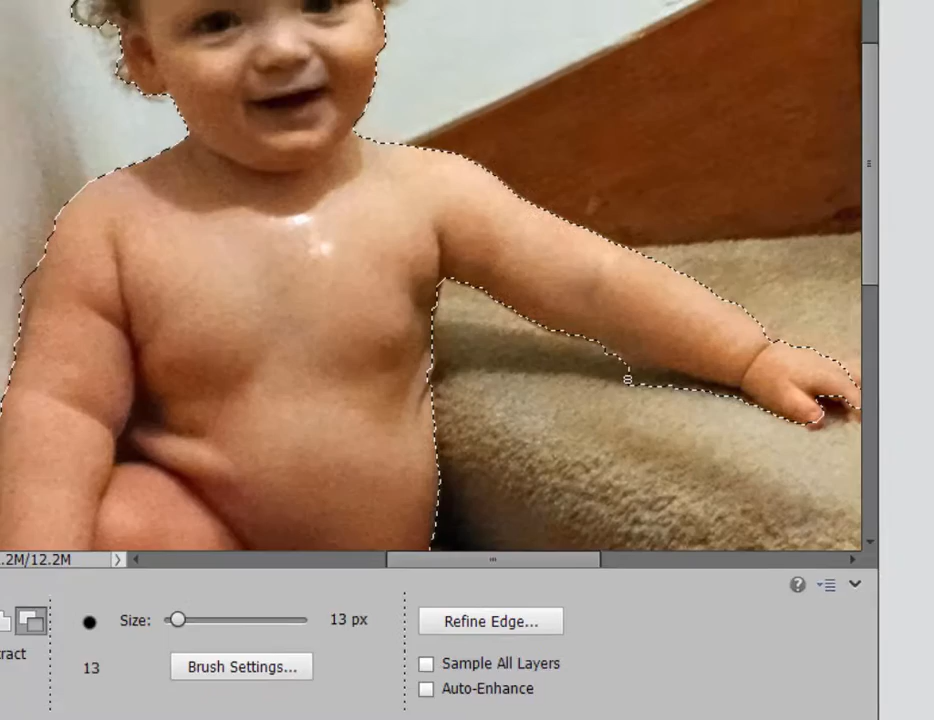 .2M/12.2M
Size:
13 px
Refine Edge...
ract
13
Brush Settings...
Sample All Layers
Auto-Enhance